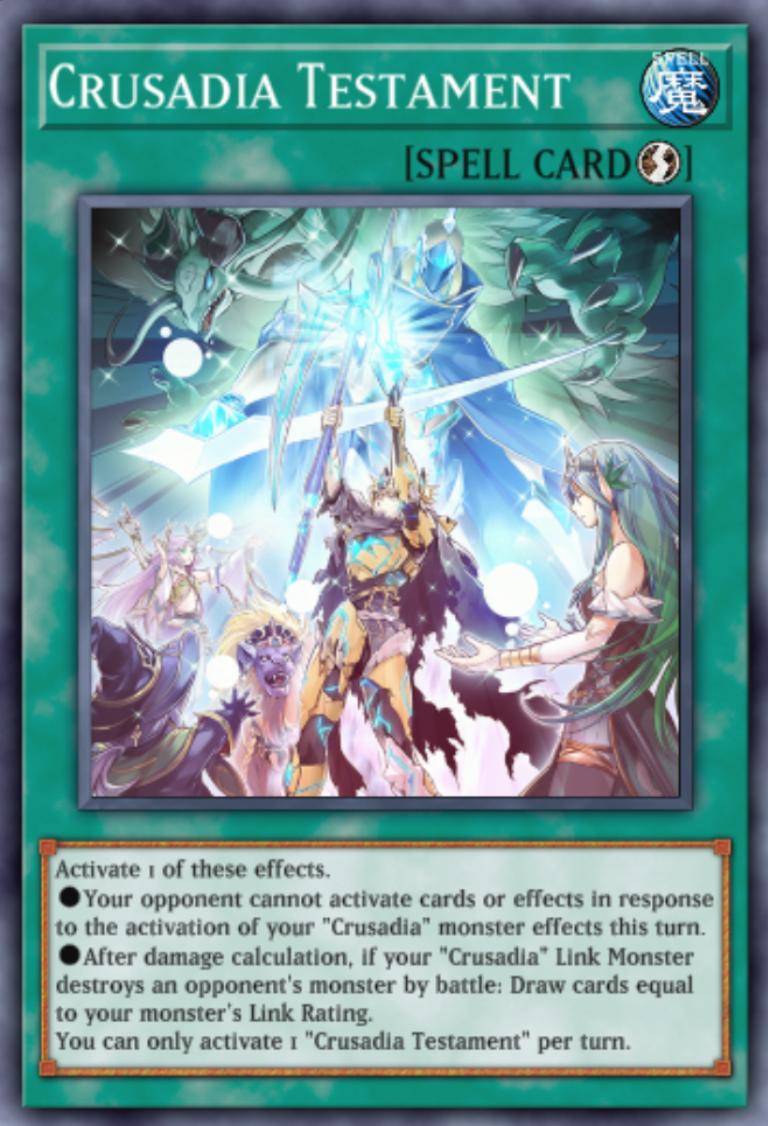 CRUSADIA TESTAMENT
SPELL
魔
[SPELL CARD]
Activate 1 of these effects.
●Your opponent cannot activate cards or effects in response
to the activation of your "Crusadia" monster effects this turn.
●After damage calculation, if your "Crusadia" Link Monster
destroys an opponent's monster by battle: Draw cards equal
to your monster's Link Rating.
You can only activate 1 "Crusadia Testament" per turn.